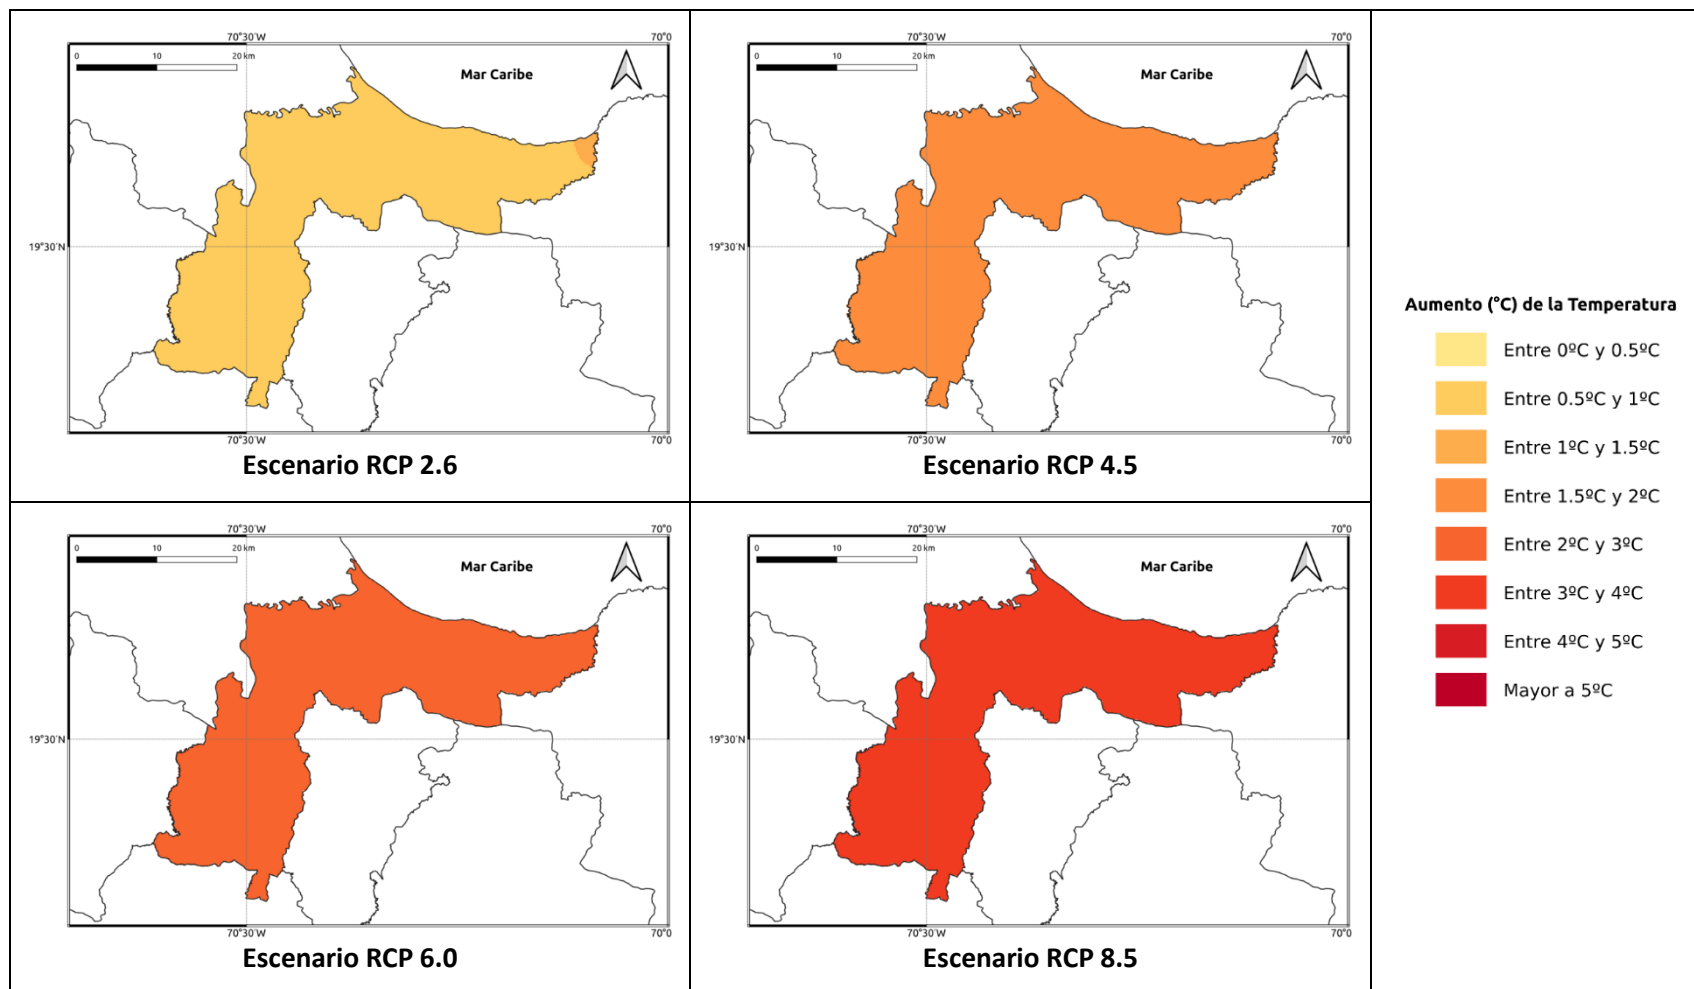 70°30'W
70°0
0
10
20 km
Mar Caribe
19°30'N
70°30'W
70°0
Escenario RCP 2.6
70°30'W
70°0
0
10
20 km
Mar Caribe
19°30'N
70°30'W
70°0
Escenario RCP 4.5
70°30'W
70°0
0
10
20 km
Mar Caribe
19°30'N
70°30'W
70°0
Escenario RCP 6.0
70°30'W
70°0
0
10
20 km
Mar Caribe
19°30'N
70°30'W
70°0
Escenario RCP 8.5
Aumento (°C) de la Temperatura
Entre 0ºC y 0.5ºC
Entre 0.5ºC y 1ºC
Entre 1ºC y 1.5ºC
Entre 1.5ºC y 2ºC
Entre 2ºC y 3ºC
Entre 3ºC y 4ºC
Entre 4ºC y 5ºC
Mayor a 5ºC